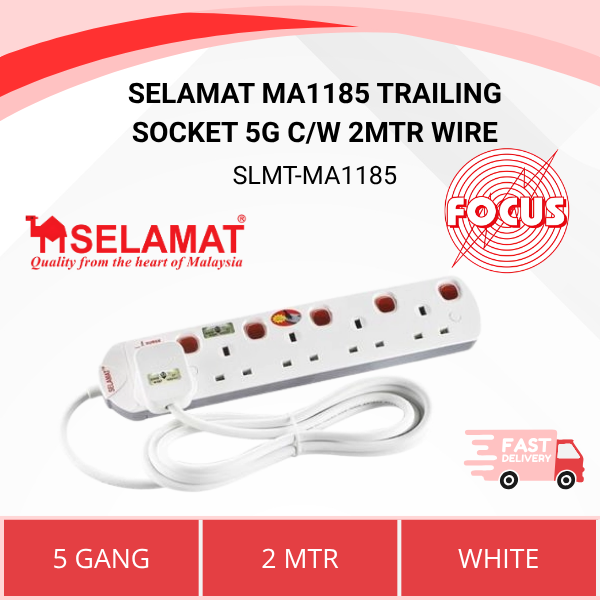 SELAMAT MA1185 TRAILING
SOCKET 5G C/W 2MTR WIRE
SLMT-MA1185
FOCUS
SELAMAT®
Quality from the heart of Malaysia
SELAMAT
FAST
DELIVERY
5 GANG
2 MTR
WHITE